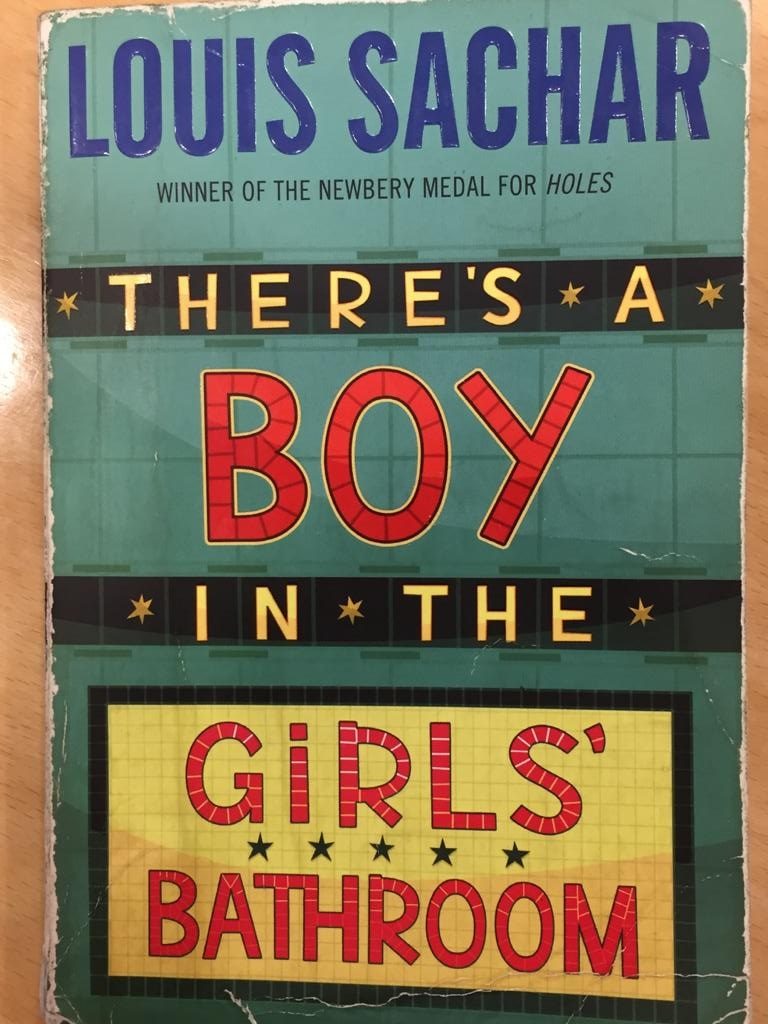 LOUIS SACHAR
WINNER OF THE NEWBERY MEDAL FOR HOLES
THERE'S A
BOY
IN THE
GiRLS'
BATHROOM